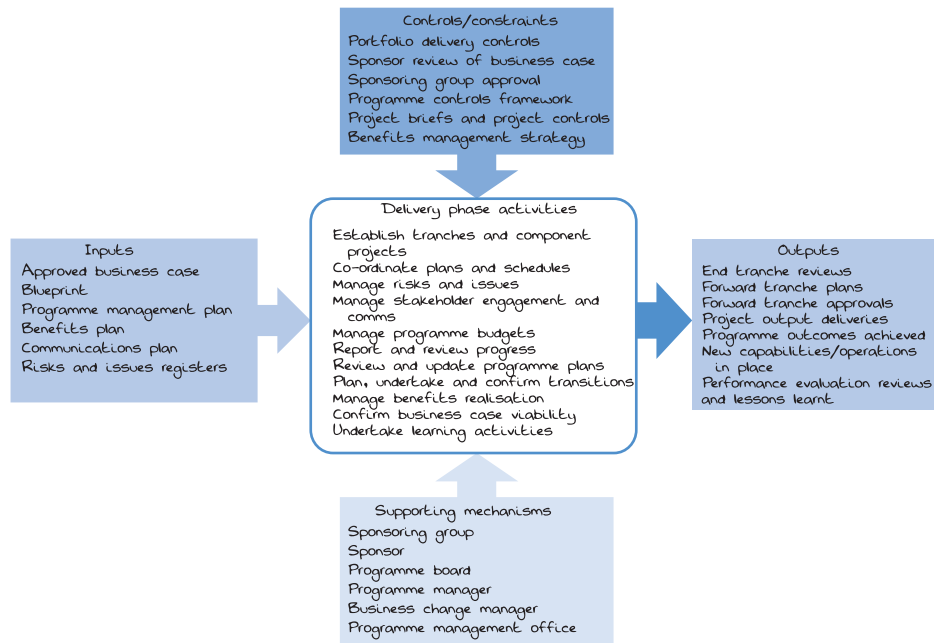 Controls/constraints
Portfolio delivery controls
Sponsor review of business case
Sponsoring group approval
Programme controls framework
Project briefs and project controls
Benefits management strategy
Inputs
Approved business case
Blueprint
Programme management plan
Benefits plan
Communications plan
Risks and issues registers
Delivery phase activities
Establish tranches and component
projects
Co-ordinate plans and schedules
Manage risks and issues
Manage stakeholder engagement and
comms
Manage programme budgets
Report and review progress
Review and update programme plans
Plan, undertake and confirm transitions
Manage benefits realisation
Confirm business case viability
Undertake learning activities
Outputs
End tranche reviews
Forward tranche plans
Forward tranche approvals
Project output deliveries
Programme outcomes achieved
New capabilities/operations
in place
Performance evaluation reviews
and lessons learnt
Supporting mechanisms
Sponsoring group
Sponsor
Programme board
Programme manager
Business change manager
Programme management office